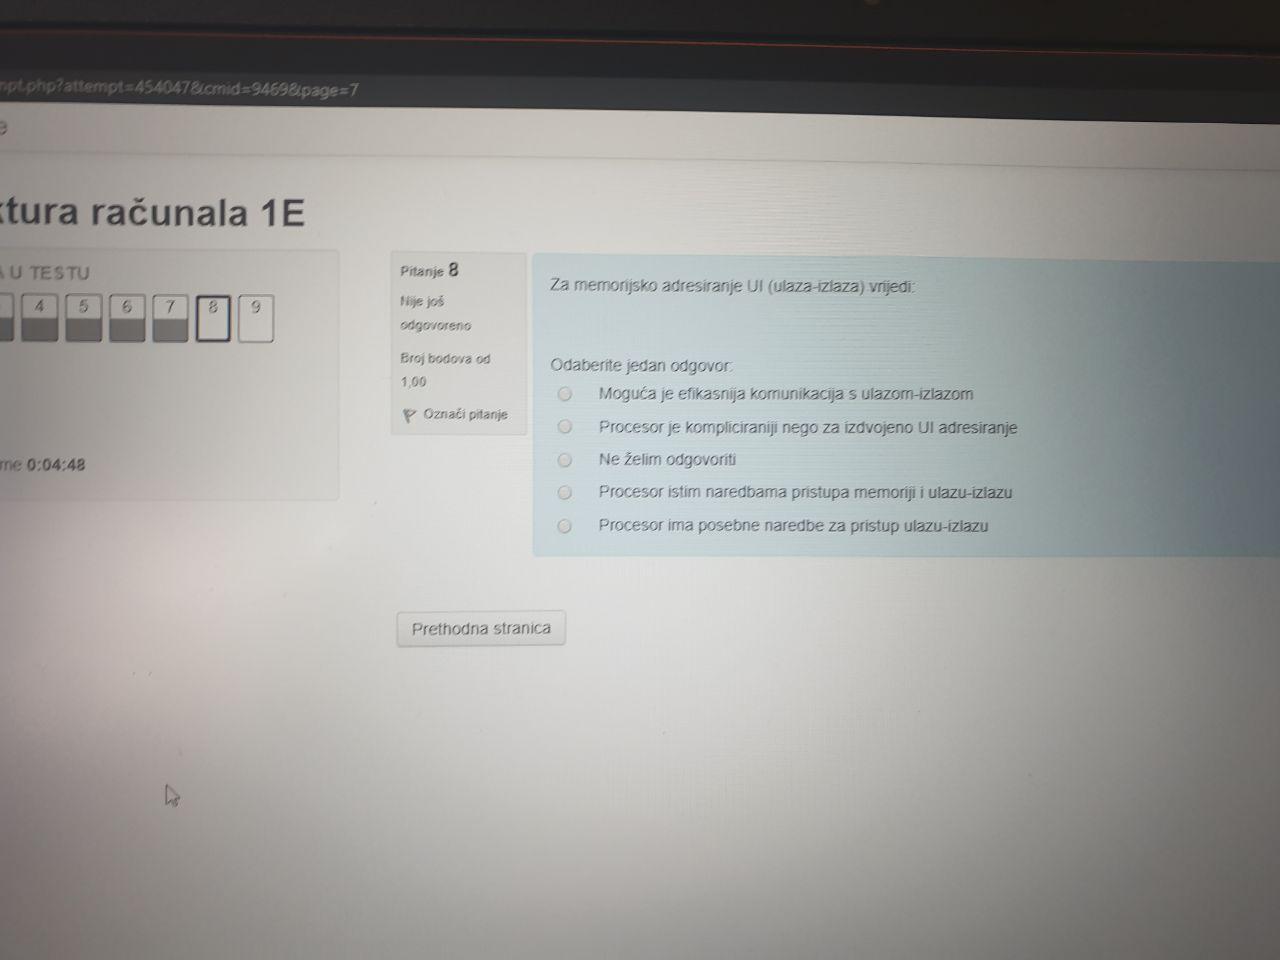 mpt.php?attempt=454047&cmid=9469&page=7
ktura računala 1E
U TESTU
4 5 6 7 8 9
0:04:48
Pitanje 8
Nije još
odgovoreno
Broj bodova od
1,00
Označi pitanje
Za memorijsko adresiranje UI (ulaza-izlaza) vrijedi:
Odaberite jedan odgovor:
Moguća je efikasnija komunikacija s ulazom-izlazom
Procesor je kompliciraniji nego za izdvojeno UI adresiranje
Ne želim odgovoriti
Procesor istim naredbama pristupa memoriji i ulazu-izlazu
Procesor ima posebne naredbe za pristup ulazu-izlazu
Prethodna stranica